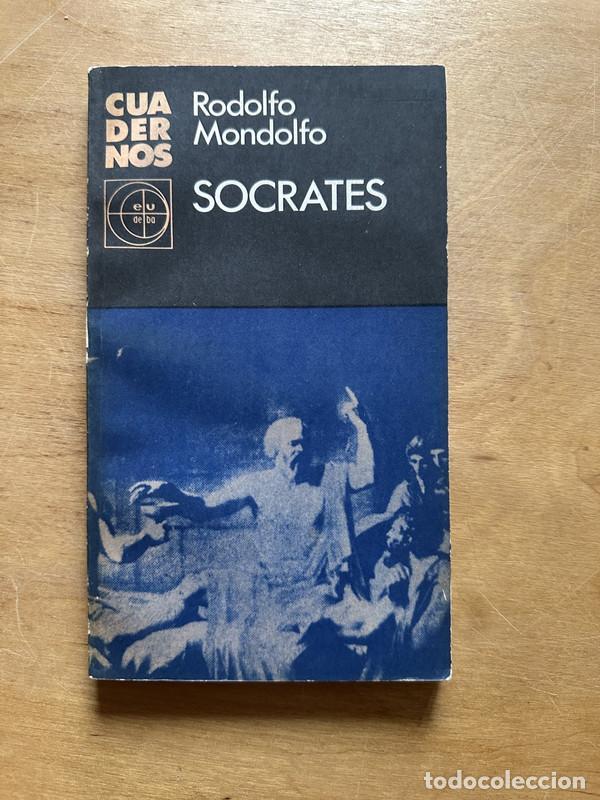 CUA
DER
NOS
eu
de ba
Rodolfo
Mondolfo
SOCRATES
todocoleccion